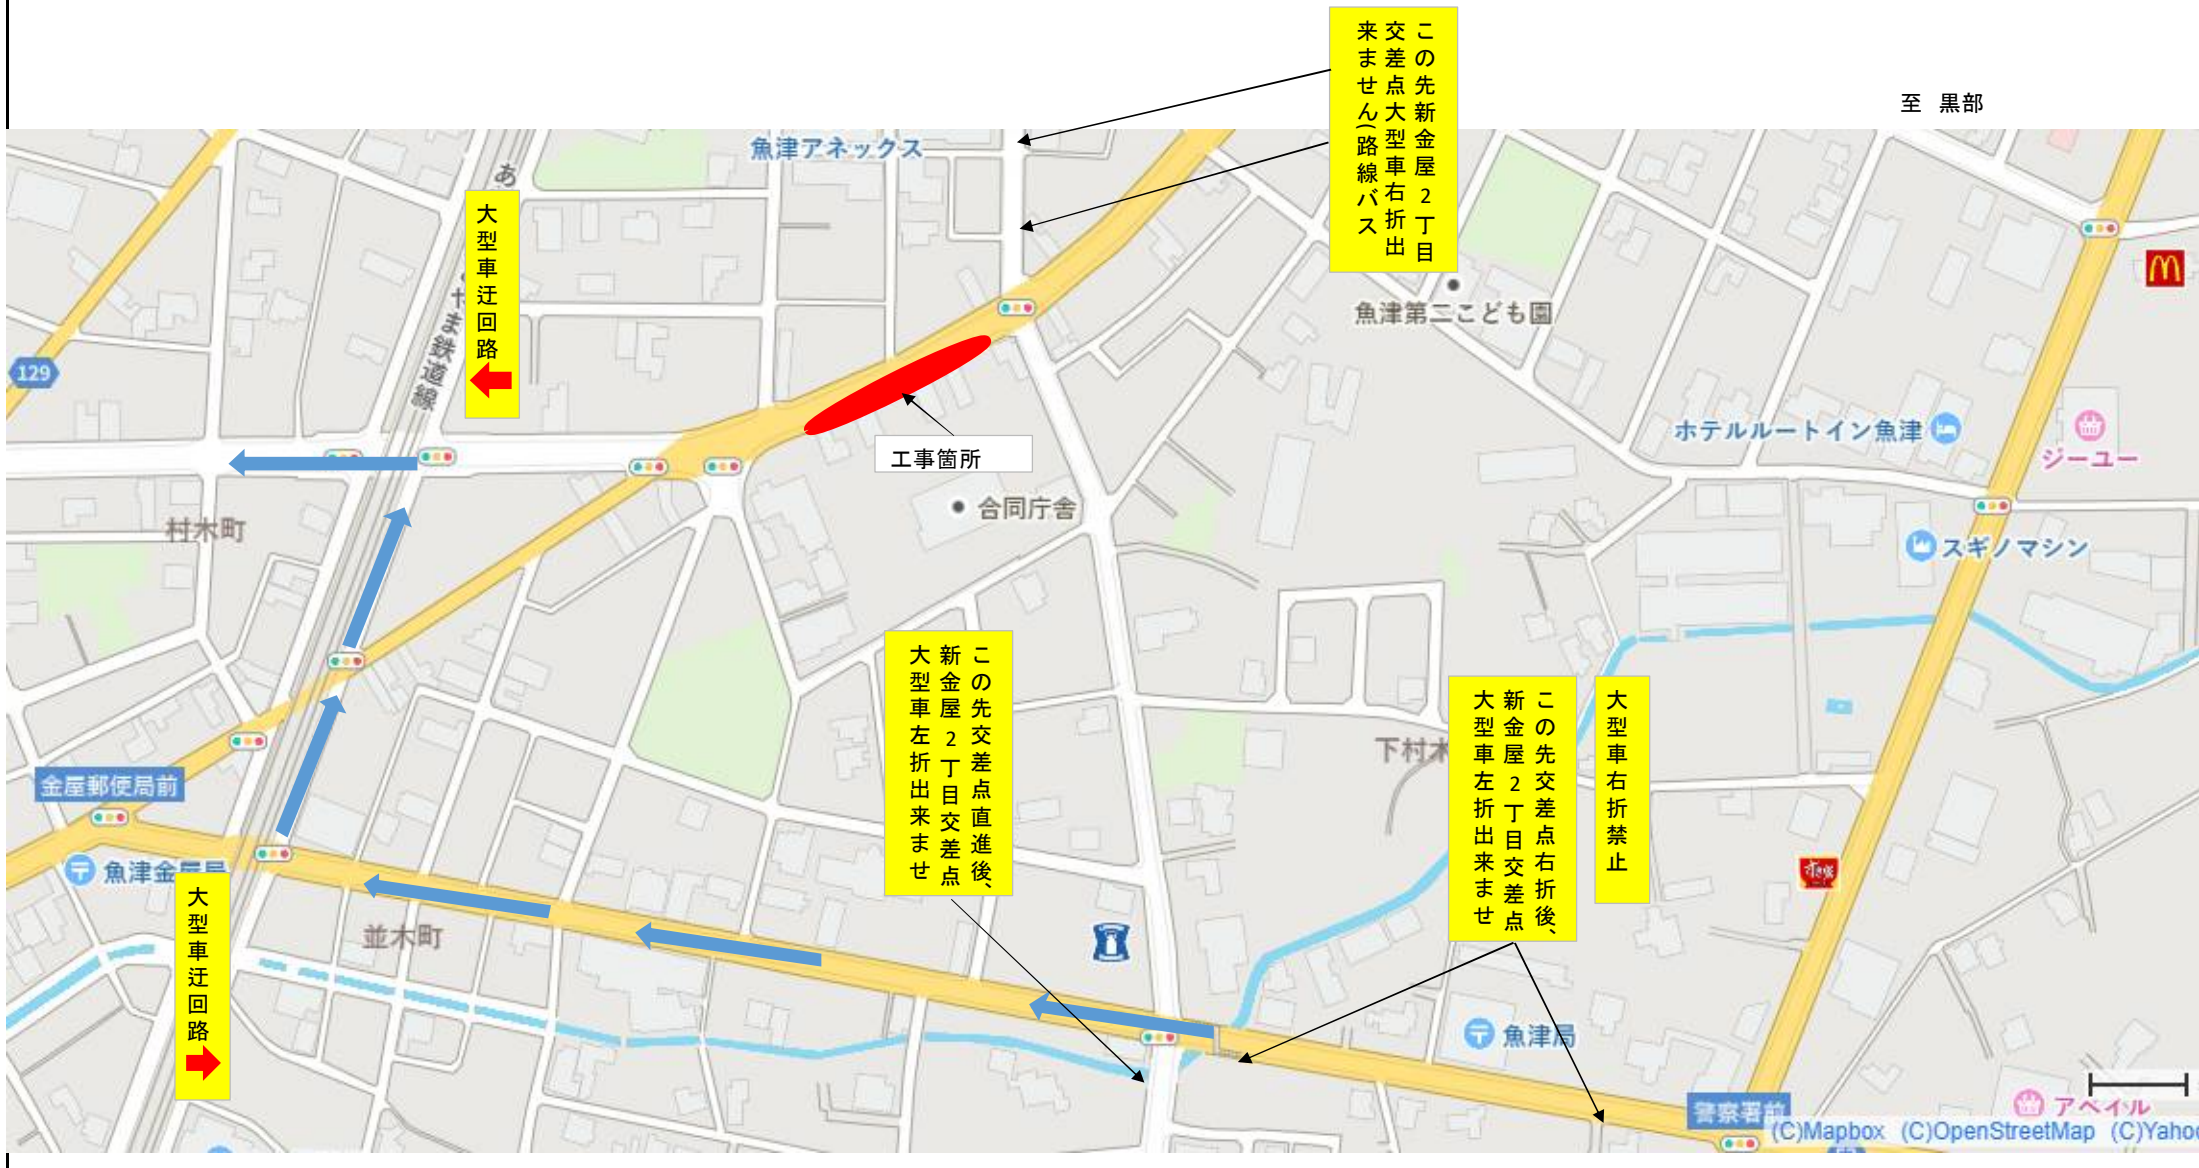 この先新金屋2丁目
交差点大型車右折出
来ません(路線バス
至 黒部
魚津アネックス
あ
大型車迂回路
やま鉄道線
魚津第二こども園
129
ホテルルートイン魚津
ジーユー
工事箇所
合同庁舎
村木町
スギノマシン
この先交差点直進後、
新金屋2丁目交差点
大型車左折出来ませ
この先交差点右折後、
新金屋2丁目交差点
大型車左折出来ませ
大型車右折禁止
下村木
金屋郵便局前
魚津金屋局
すき家
大型車迂回路
並木町
魚津局
警察署前
アベイル
(C)Mapbox (C)OpenStreetMap (C)Yahoo